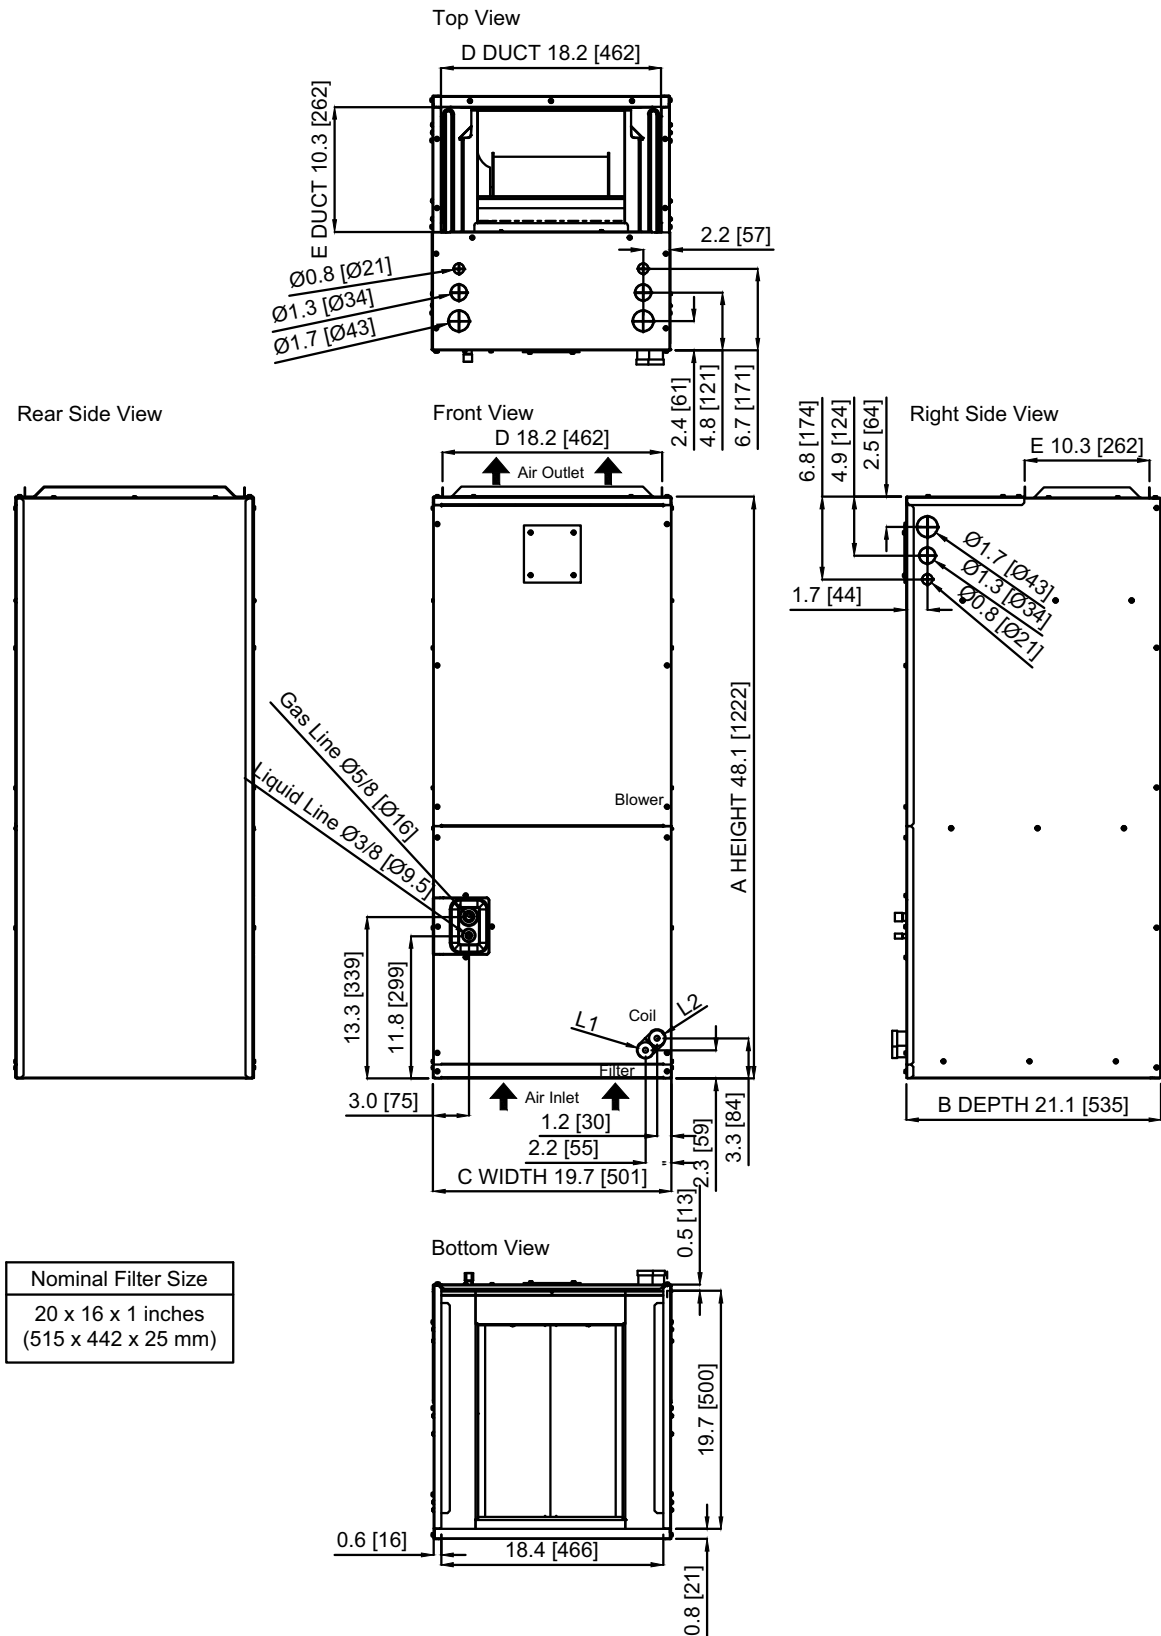 Top View
D DUCT 18.2 [462]
E DUCT 10.3 [262]
2.2 [57]
Ø0.8 [Ø21]
Ø1.3 [Ø34]
Ø1.7 [Ø43]
2.4 [61]
4.8 [121]
6.7 [171]
Rear Side View
Front View
D 18.2 [462]
Air Outlet
Gas Line Ø5/8 [Ø16]
Liquid Line Ø3/8 [Ø9.5]
Blower
A HEIGHT 48.1 [1222]
13.3 [339]
11.8 [299]
Coil
L1
L2
Filter
3.0 [75]
Air Inlet
1.2 [30]
2.2 [55]
2.3 [59]
3.3 [84]
C WIDTH 19.7 [501]
Right Side View
6.8 [174]
4.9 [124]
2.5 [64]
E 10.3 [262]
Ø1.7 [Ø43]
Ø1.3 [Ø34]
Ø0.8 [Ø21]
1.7 [44]
B DEPTH 21.1 [535]
Bottom View
0.5 [13]
19.7 [500]
0.6 [16]
18.4 [466]
0.8 [21]
Nominal Filter Size
20 x 16 x 1 inches
(515 x 442 x 25 mm)